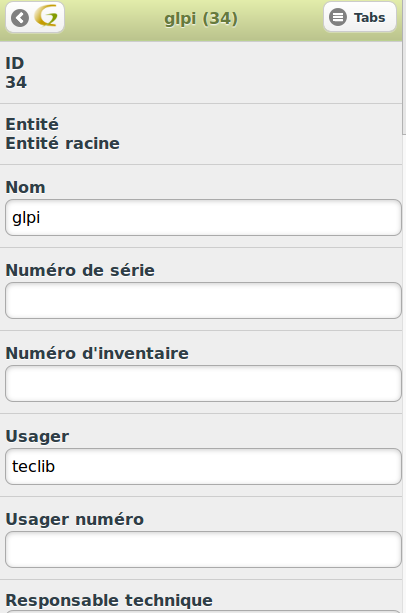 glpi (34)
Tabs
ID
34
Entité
Entité racine
Nom
glpi
Numéro de série
Numéro d'inventaire
Usager
teclib
Usager numéro
Responsable technique